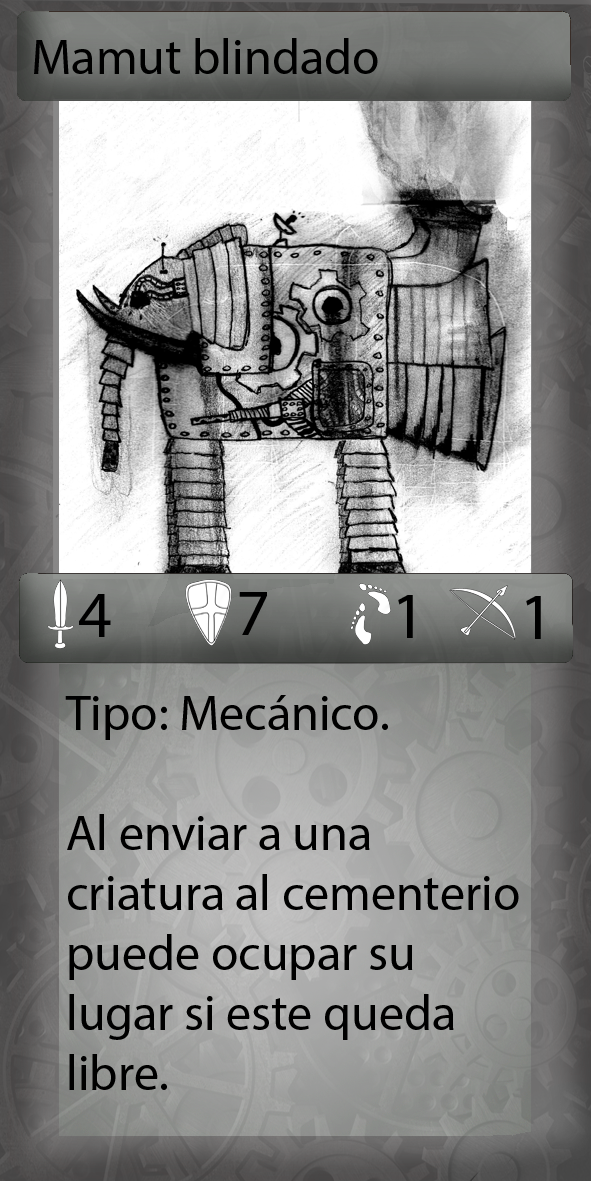 Mamut blindado
4 7 1 1
Tipo: Mecánico.
Al enviar a una
criatura al cementerio
puede ocupar su
lugar si este queda
libre.